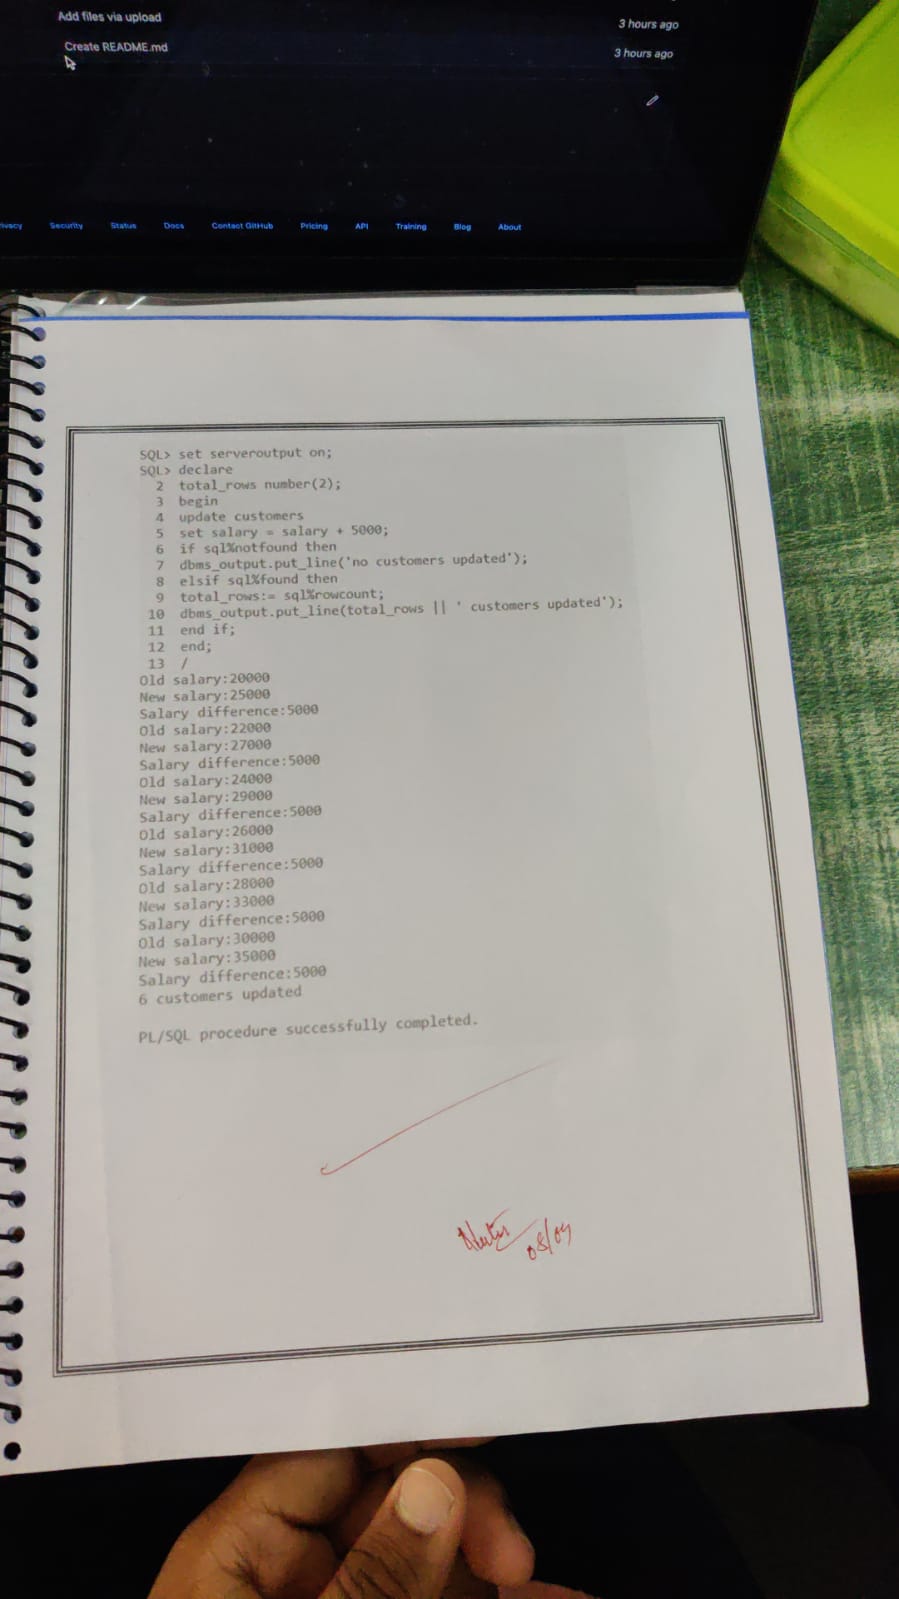 Add files via upload
3 hours ago
Create README.md
3 hours ago
Security Status Docs Contact GitHub Pricing API Training Blog About
SQL> set serveroutput on;
SQL> declare
2 total_rows number(2);
3 begin
4 update customers
5 set salary = salary + 5000;
6 if sql%notfound then
7 dbms_output.put_line('no customers updated');
8 elsif sql%found then
9 total_rows:= sql%rowcount;
10 dbms_output.put_line(total_rows || ' customers updated');
11 end if;
12 end;
13 /
Old salary:20000
New salary:25000
Salary difference:5000
Old salary:22000
New salary:27000
Salary difference:5000
Old salary:24000
New salary:29000
Salary difference:5000
Old salary:26000
New salary:31000
Salary difference:5000
Old salary:28000
New salary:33000
Salary difference:5000
Old salary:30000
New salary:35000
Salary difference:5000
6 customers updated
PL/SQL procedure successfully completed.